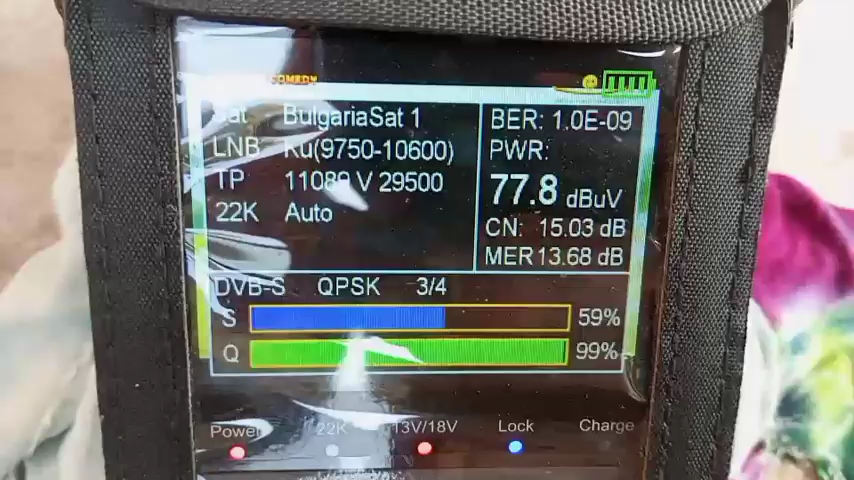 COMEDY
Sat BulgariaSat 1
LNB Ku(9750-10600)
TP 11089 V 29500
22K Auto
BER: 1.0E-09
PWR:
77.8 dBuV
CN: 15.03 dB
MER 13.68 dB
DVB-S QPSK 3/4
S 59%
Q 99%
Power 22K 13V/18V Lock Charge